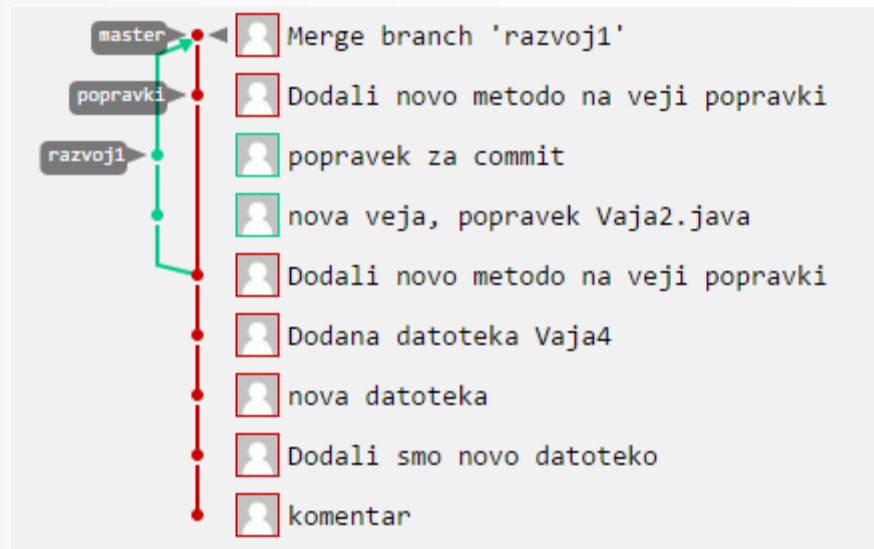 master Merge branch 'razvoj1'
popravki Dodali novo metodo na veji popravki
razvoj1 popravek za commit
nova veja, popravek Vaja2.java
Dodali novo metodo na veji popravki
Dodana datoteka Vaja4
nova datoteka
Dodali smo novo datoteko
komentar